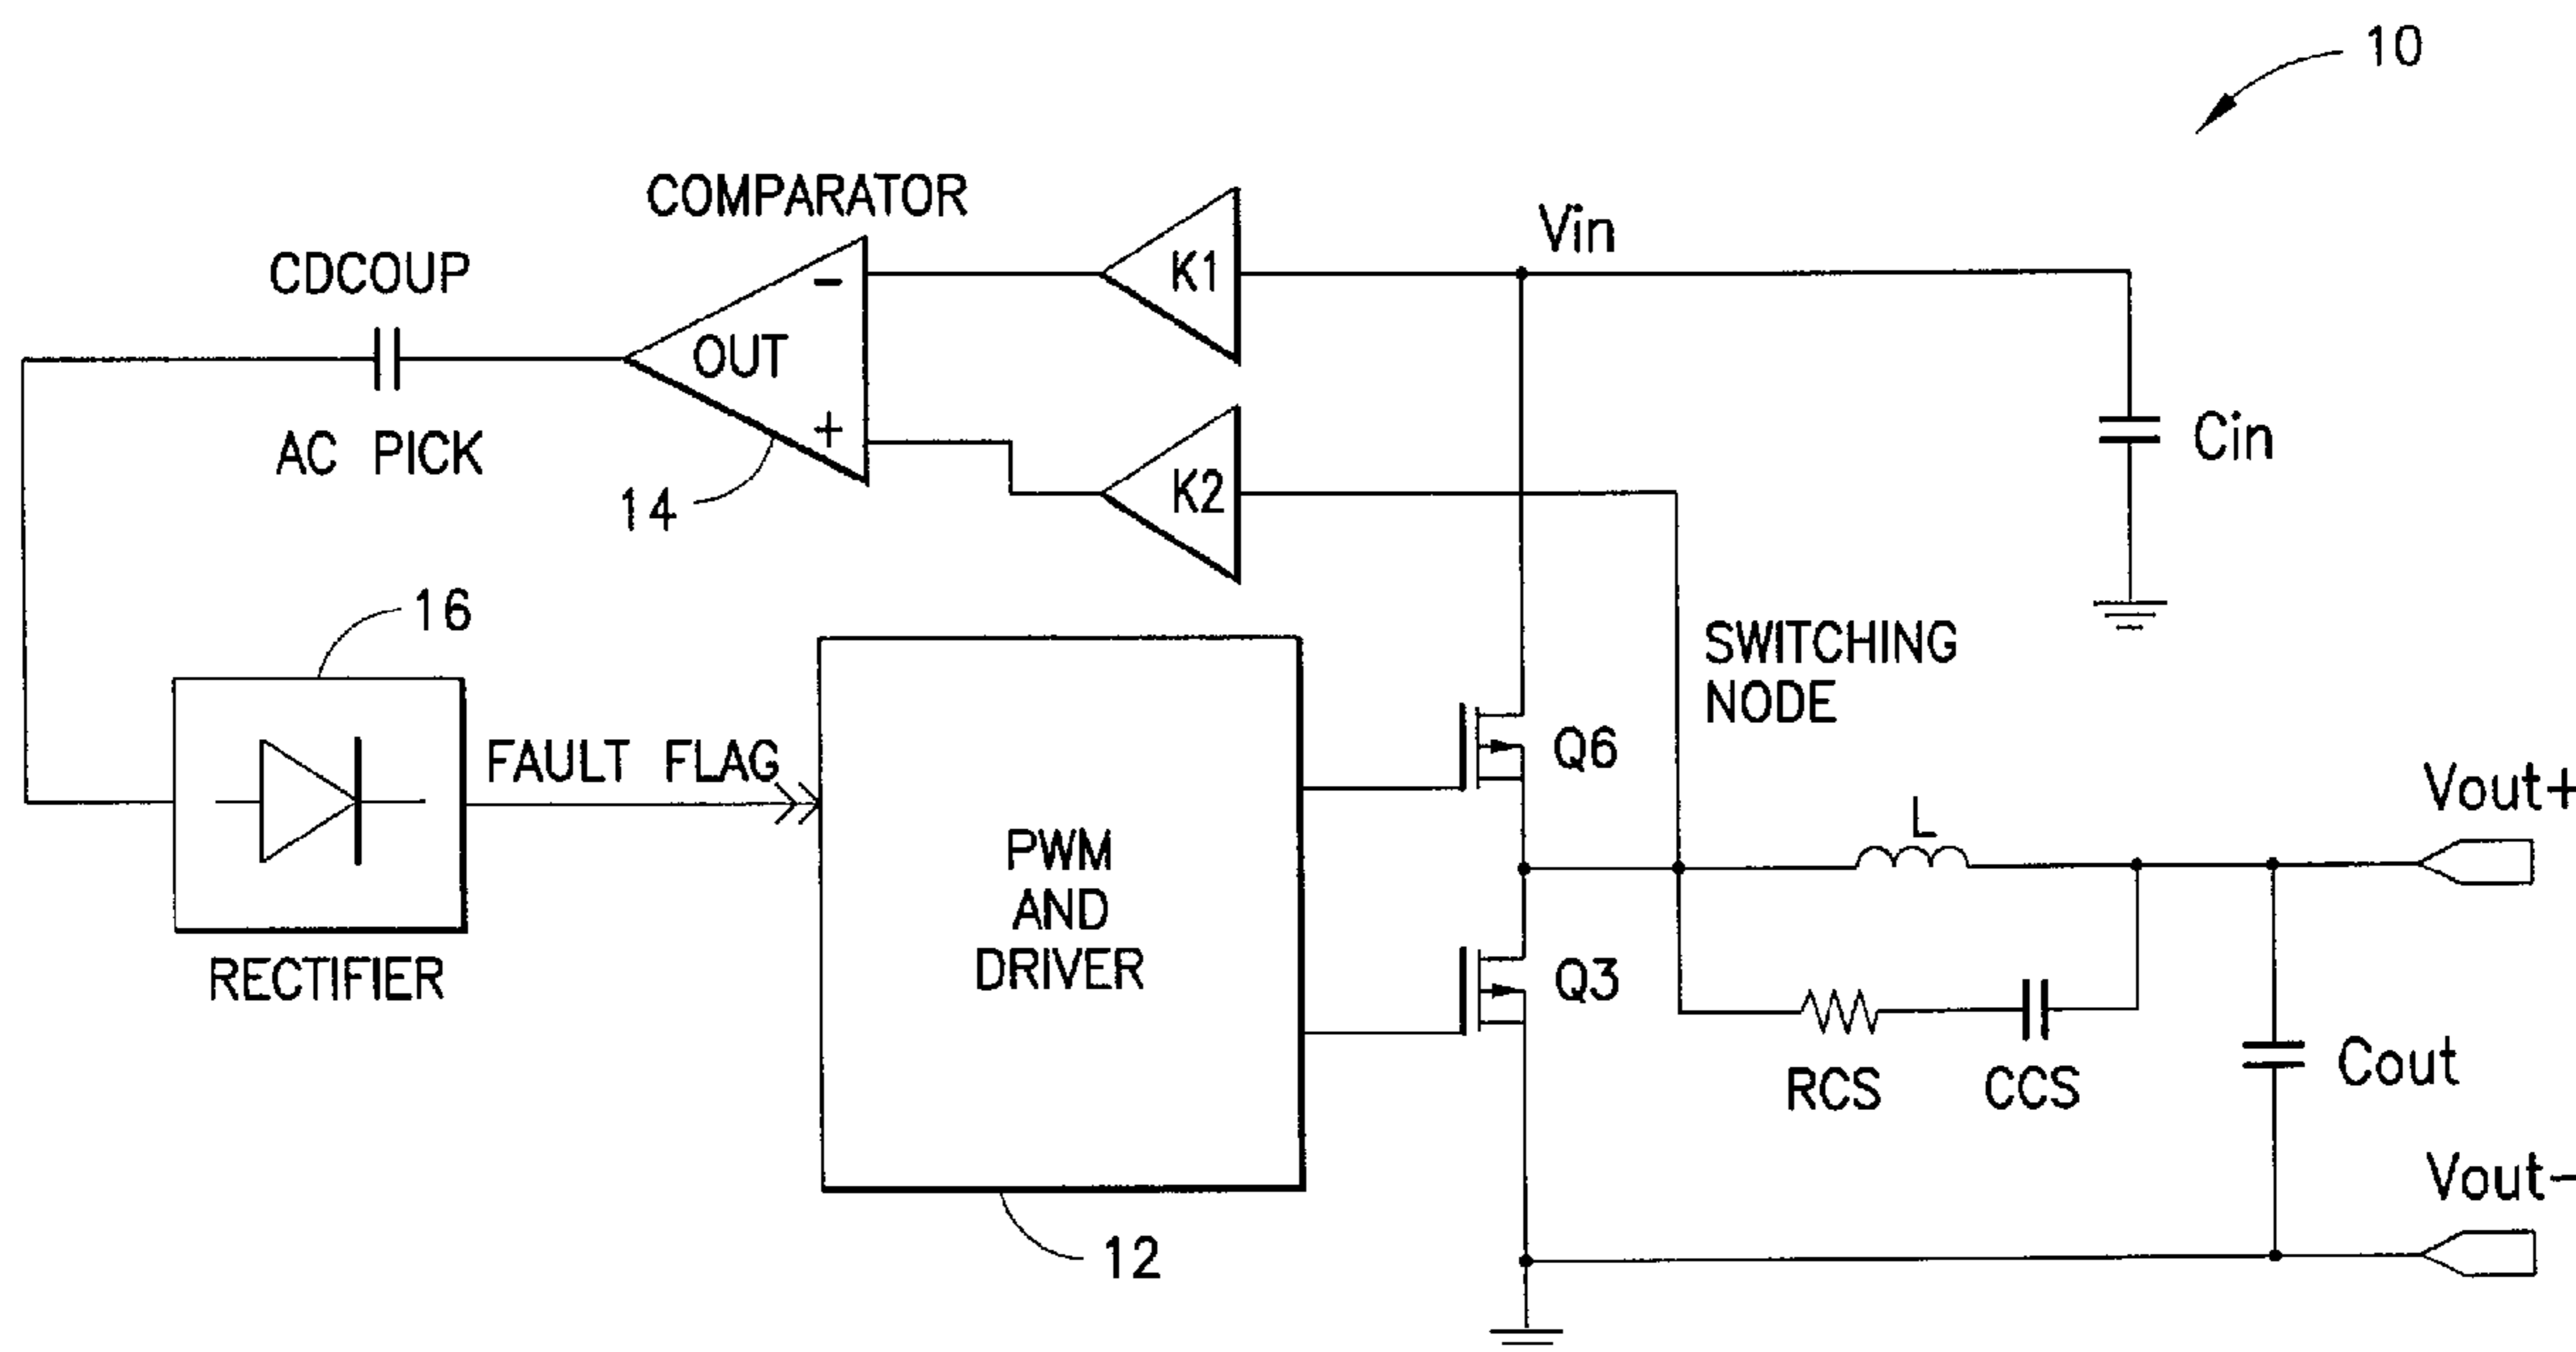 10
COMPARATOR
Vin
K1
CDCOUP
-
OUT
+
AC PICK
14
K2
Cin
16
SWITCHING
NODE
FAULT FLAG
Q6
Vout+
L
PWM
AND
DRIVER
RECTIFIER
Q3
RCS
CCS
Cout
Vout-
12